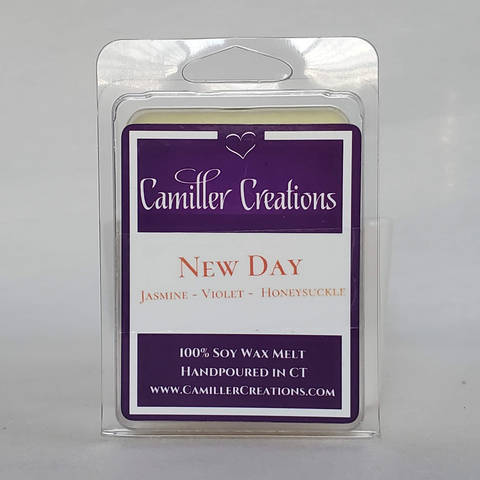 Camiller Creations
New Day
Jasmine - Violet - Honeysuckle
100% Soy Wax Melt
Handpoured in CT
www.CamillerCreations.com